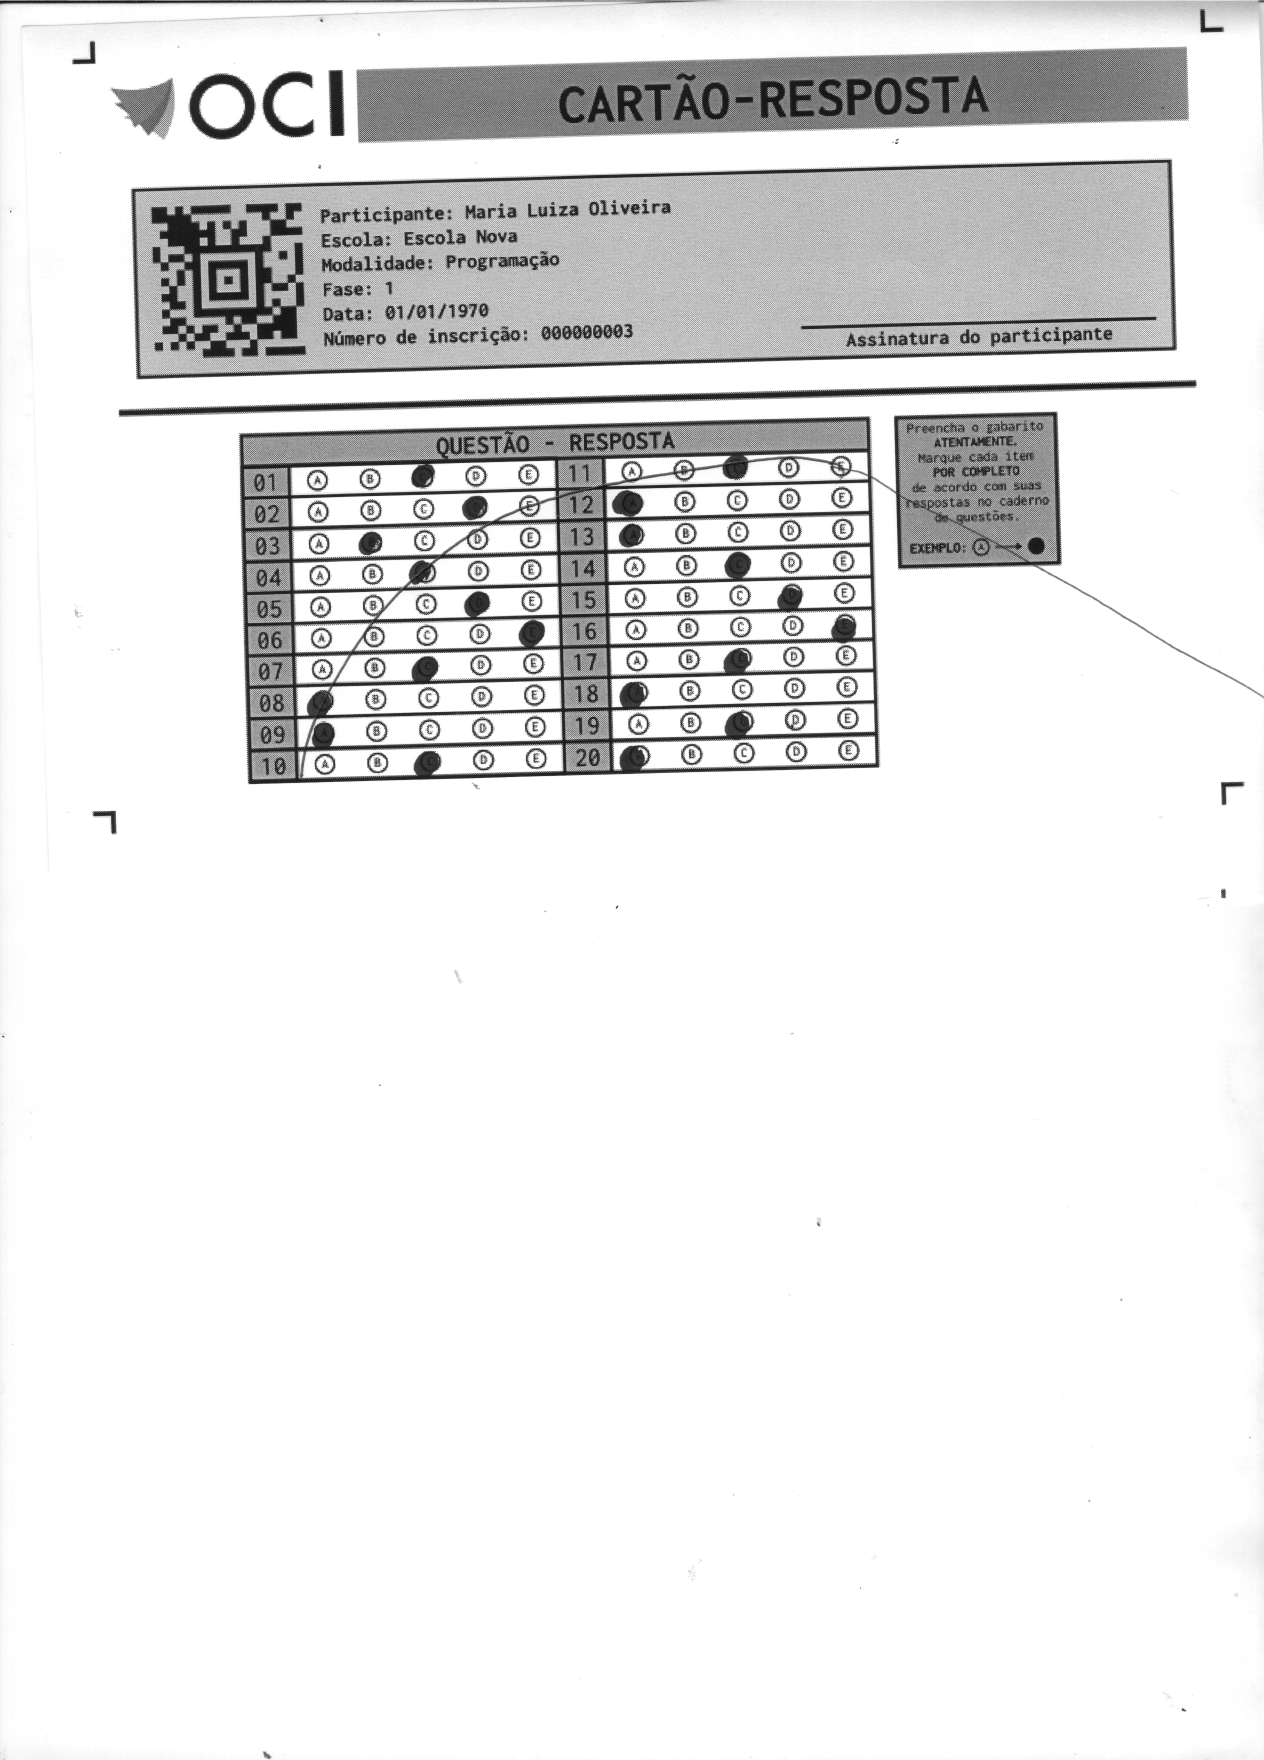 OCI CARTÃO-RESPOSTA
Participante: Maria Luiza Oliveira
Escola: Escola Nova
Modalidade: Programação
Fase: 1
Data: 01/01/1970
Número de inscrição: 000000003
Assinatura do participante
QUESTÃO - RESPOSTA
01 A B D E 11 A B C D E
02 A B C E 12 A B C D E
03 A C D E 13 A B C D E
04 A B D E 14 A B C D E
05 A B C D E 15 A B C D E
06 A B C D E 16 A B C D E
07 A B C D E 17 A B D E
08 A B C D E 18 A B C D E
09 A B C D E 19 A B D E
10 A B C D E 20 B C D E
Preencha o gabarito
ATENTAMENTE.
Marque cada item
POR COMPLETO
de acordo com suas
respostas no caderno
de questões.
EXEMPLO: A